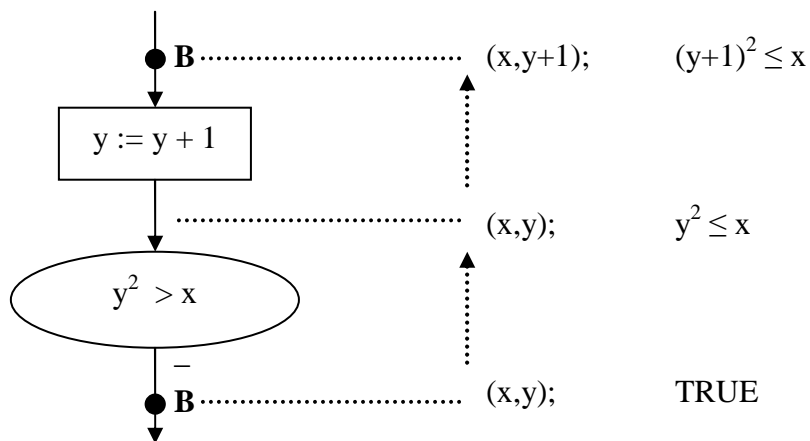 B (x,y+1); (y+1)² ≤ x
y := y + 1
(x,y); y² ≤ x
y² > x
–
B (x,y); TRUE